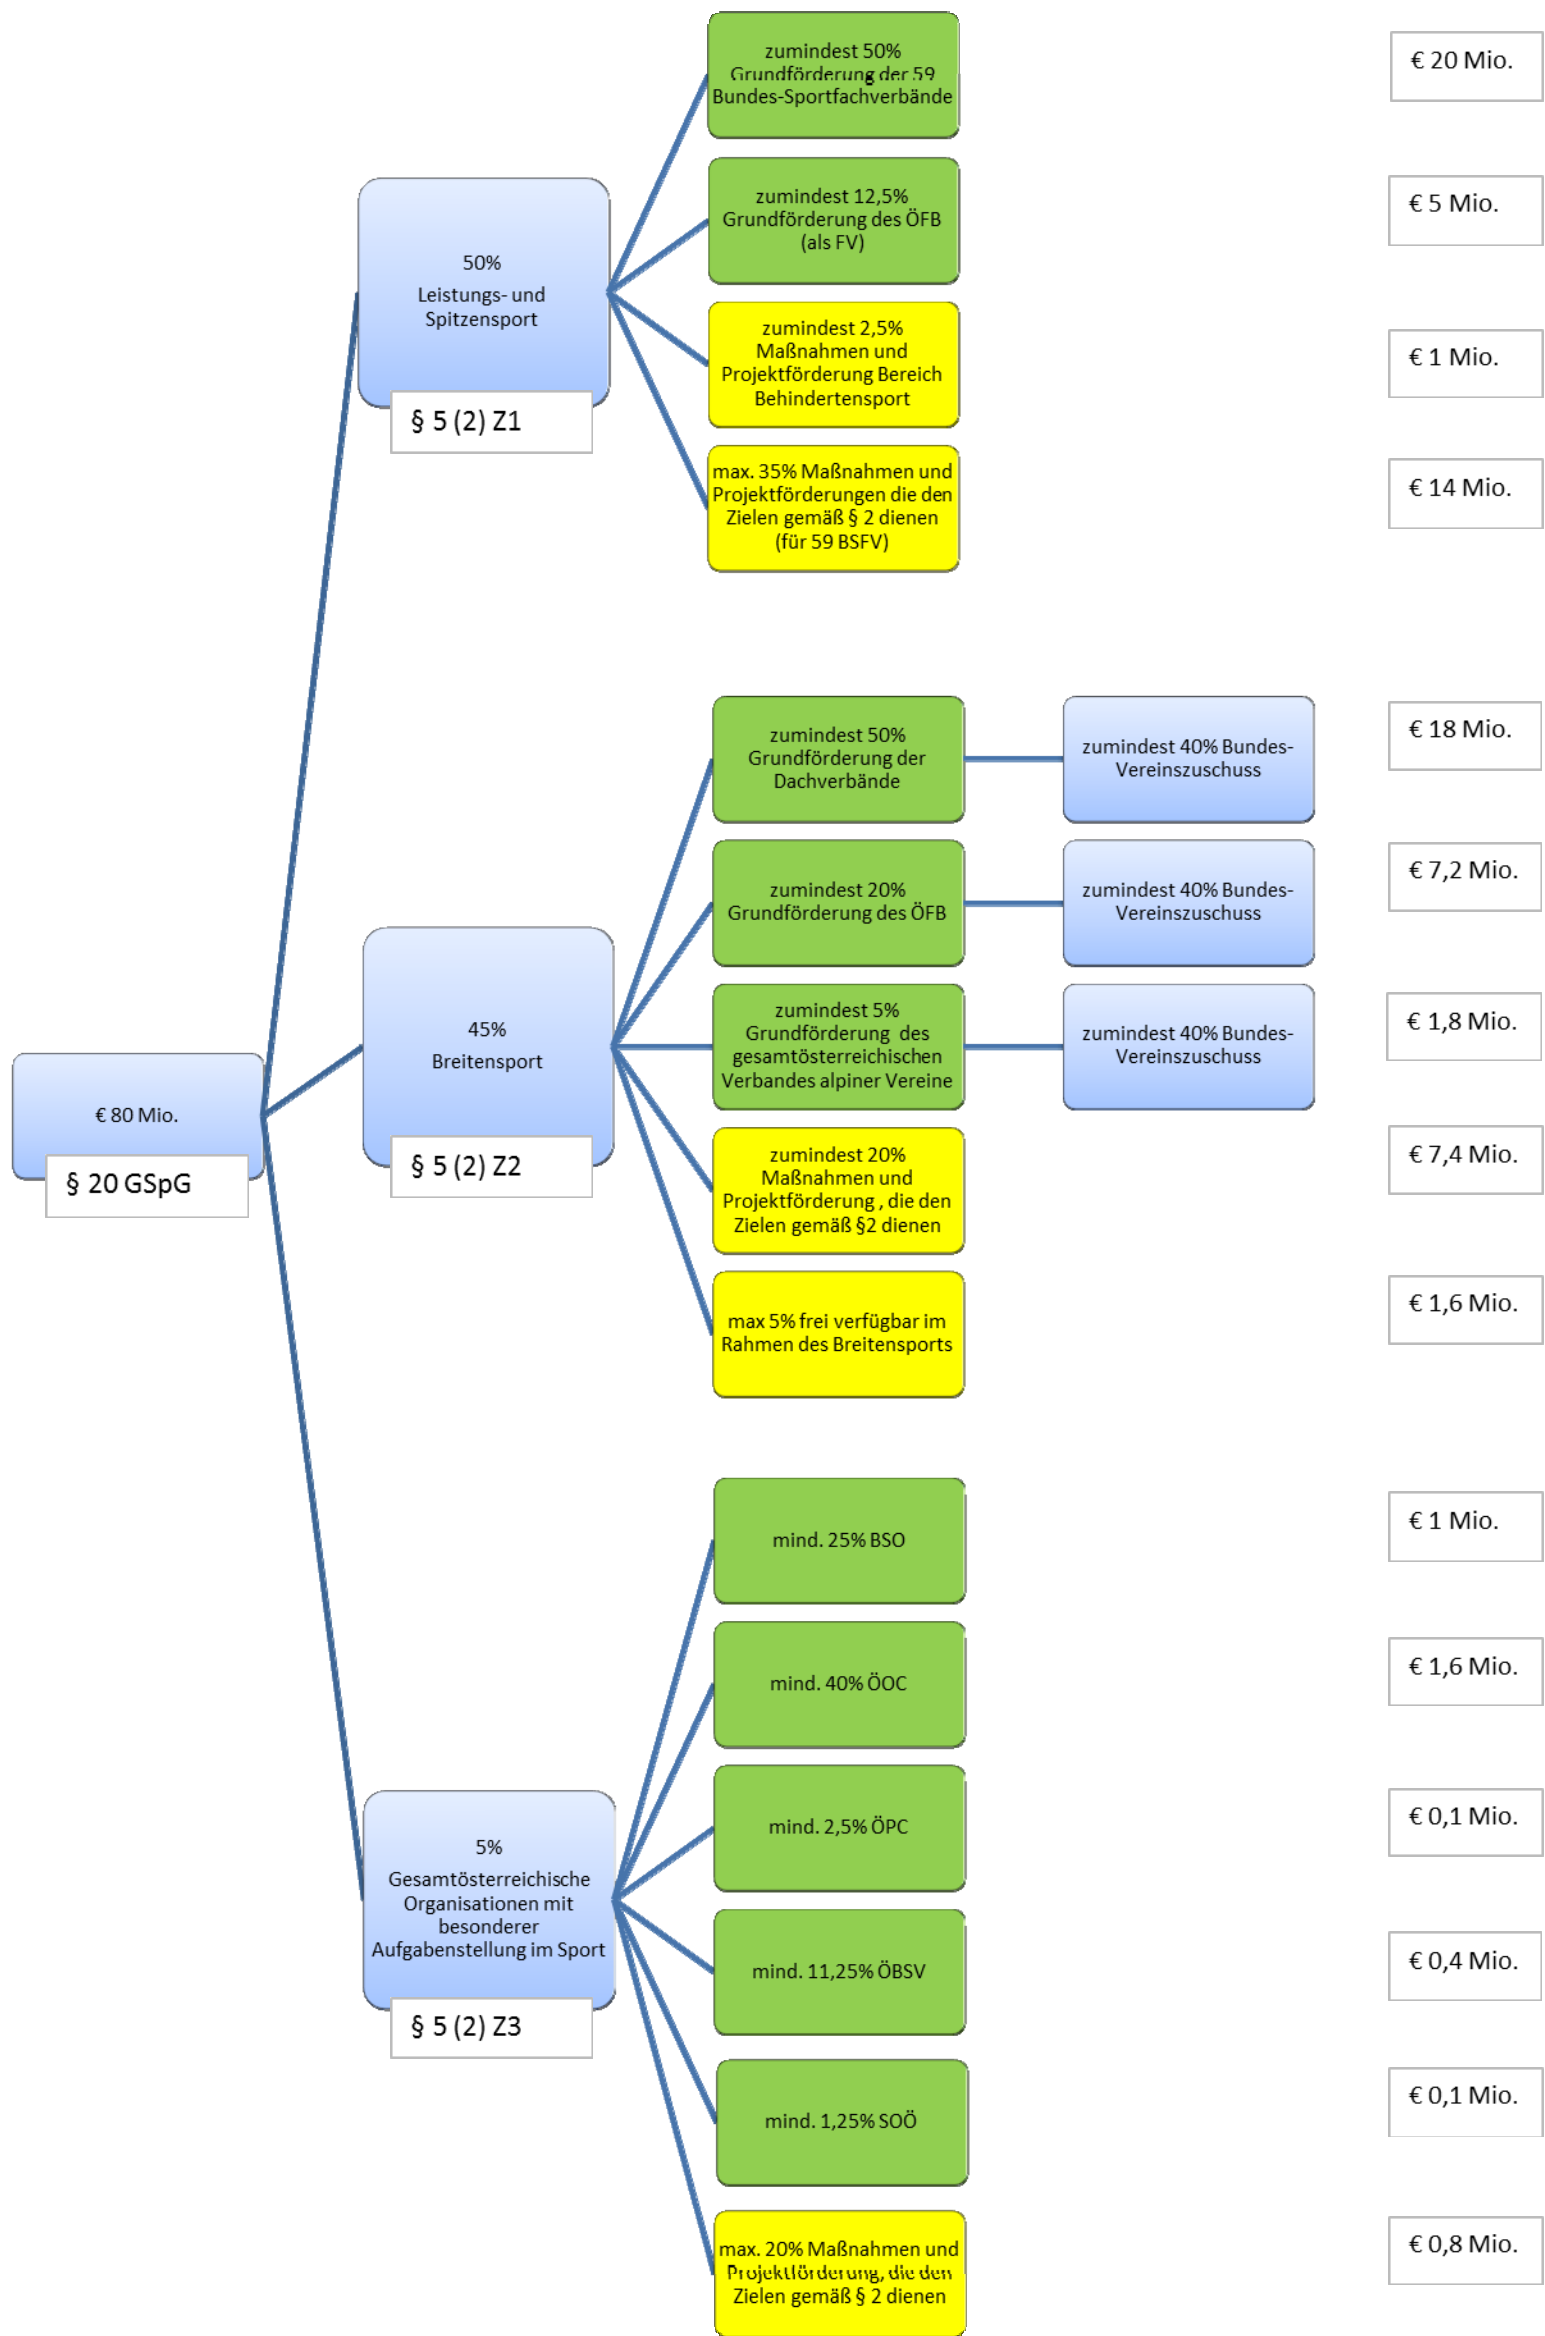 zumindest 50%
Grundförderung der 59
Bundes-Sportfachverbände
€ 20 Mio.
zumindest 12,5%
Grundförderung des ÖFB
(als FV)
€ 5 Mio.
50%
Leistungs- und
Spitzensport
§ 5 (2) Z1
zumindest 2,5%
Maßnahmen und
Projektförderung Bereich
Behindertensport
€ 1 Mio.
max. 35% Maßnahmen und
Projektförderungen die den
Zielen gemäß § 2 dienen
(für 59 BSFV)
€ 14 Mio.
zumindest 50%
Grundförderung der
Dachverbände
zumindest 40% Bundes-
Vereinszuschuss
€ 18 Mio.
zumindest 20%
Grundförderung des ÖFB
zumindest 40% Bundes-
Vereinszuschuss
€ 7,2 Mio.
45%
Breitensport
§ 5 (2) Z2
zumindest 5%
Grundförderung des
gesamtösterreichischen
Verbandes alpiner Vereine
zumindest 40% Bundes-
Vereinszuschuss
€ 1,8 Mio.
€ 80 Mio.
§ 20 GSpG
zumindest 20%
Maßnahmen und
Projektförderung , die den
Zielen gemäß §2 dienen
€ 7,4 Mio.
max 5% frei verfügbar im
Rahmen des Breitensports
€ 1,6 Mio.
mind. 25% BSO
€ 1 Mio.
mind. 40% ÖOC
€ 1,6 Mio.
mind. 2,5% ÖPC
€ 0,1 Mio.
5%
Gesamtösterreichische
Organisationen mit
besonderer
Aufgabenstellung im Sport
§ 5 (2) Z3
mind. 11,25% ÖBSV
€ 0,4 Mio.
mind. 1,25% SOÖ
€ 0,1 Mio.
max. 20% Maßnahmen und
Projektförderung, die den
Zielen gemäß § 2 dienen
€ 0,8 Mio.